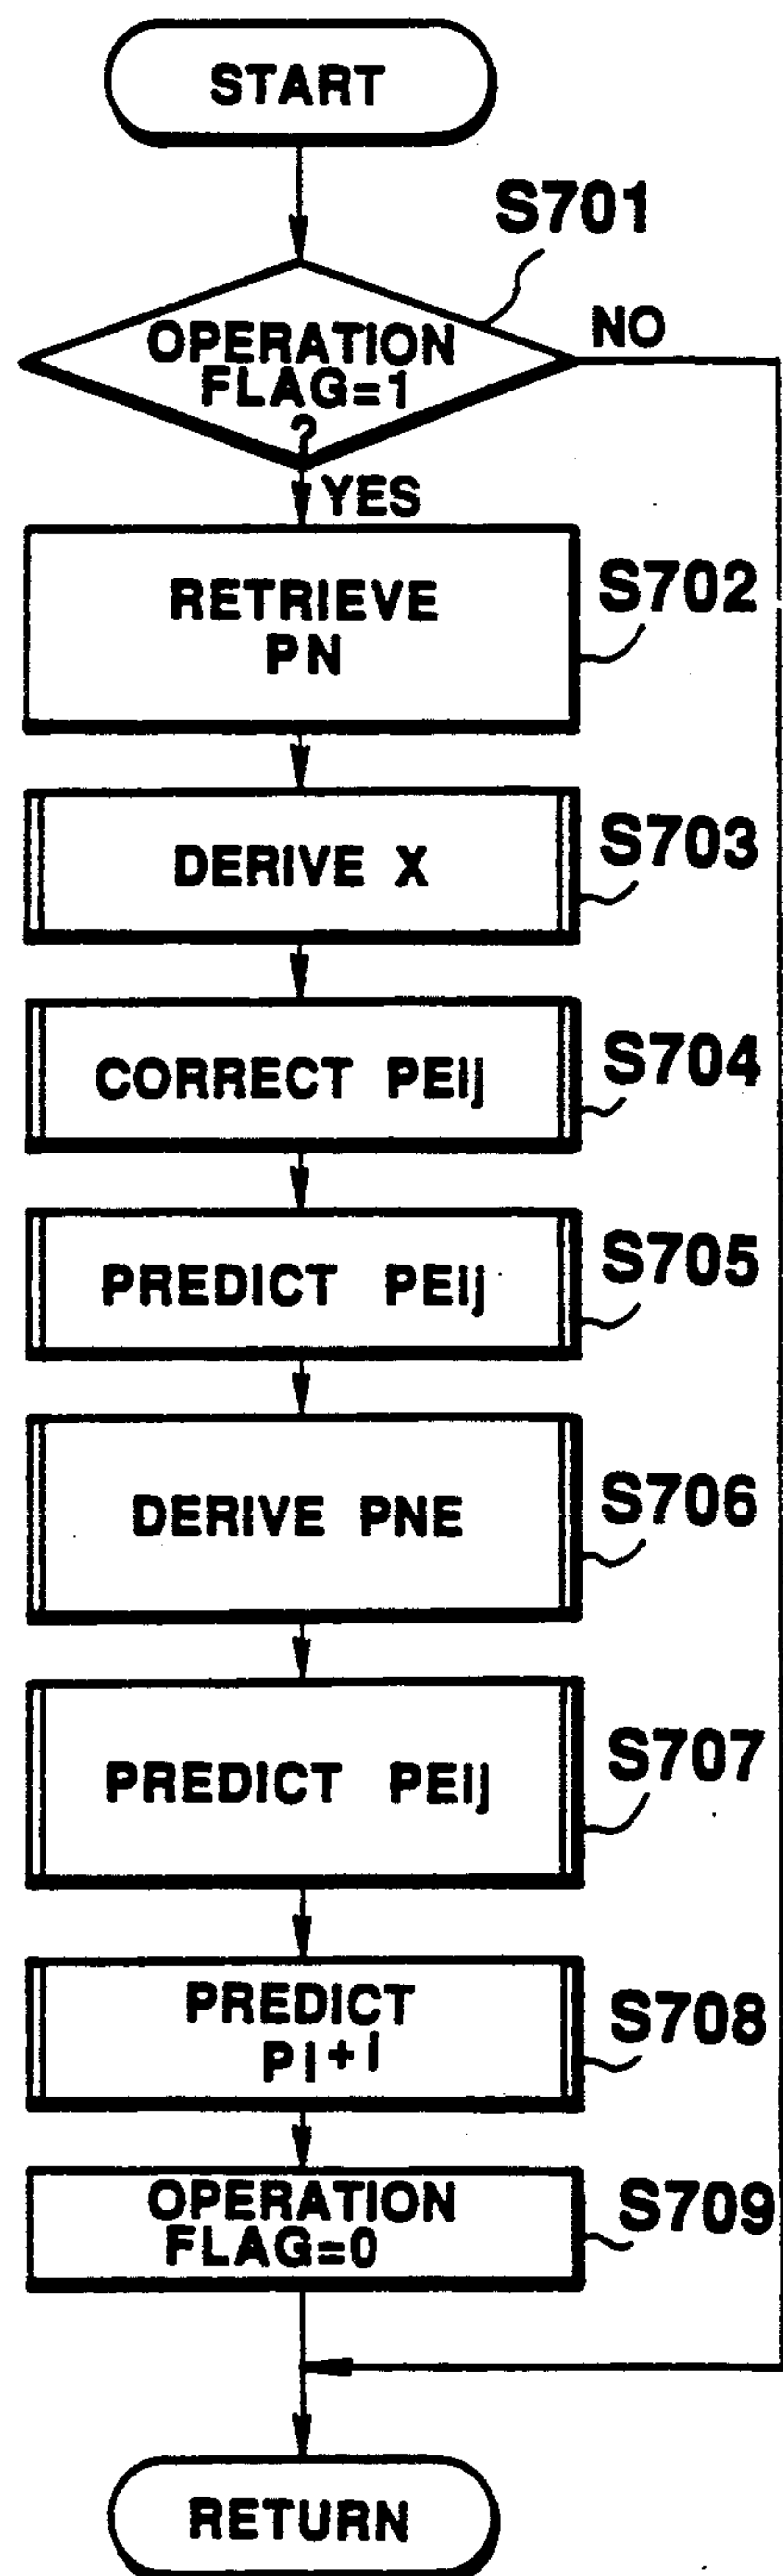 START
S701
OPERATION
FLAG=1
?
NO
YES
S702
RETRIEVE
PN
S703
DERIVE X
S704
CORRECT PEij
S705
PREDICT PEij
S706
DERIVE PNE
S707
PREDICT PEij
S708
PREDICT
Pi+i
S709
OPERATION
FLAG=0
RETURN